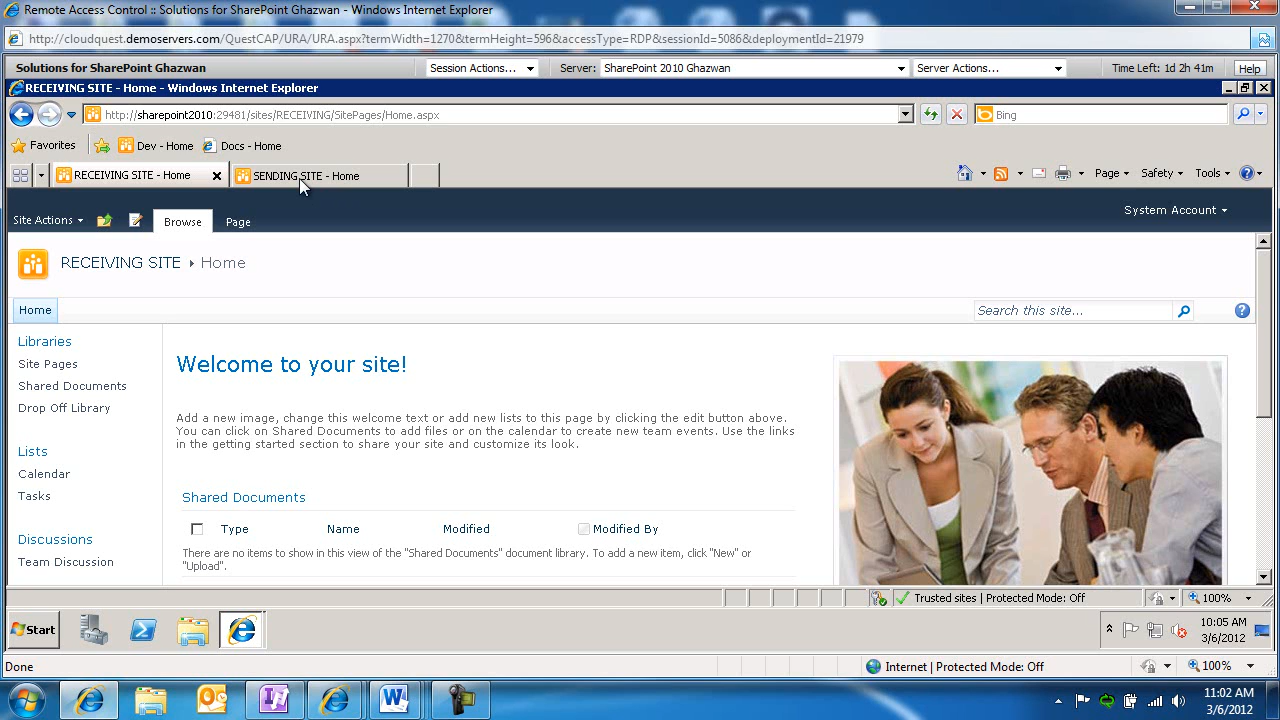 Remote Access Control :: Solutions for SharePoint Ghazwan - Windows Internet Explorer
http://cloudquest.demoservers.com/QuestCAP/URA/URA.aspx?termWidth=1270&termHeight=596&accessType=RDP&sessionId=5086&deploymentId=21979
Solutions for SharePoint Ghazwan Session Actions... Server: SharePoint 2010 Ghazwan Server Actions... Time Left: 1d 2h 41m Help
RECEIVING SITE - Home - Windows Internet Explorer
http://sharepoint2010:29481/sites/RECEIVING/SitePages/Home.aspx Bing
Favorites Dev - Home Docs - Home
RECEIVING SITE - Home SENDING SITE - Home Page Safety Tools
Site Actions Browse Page System Account
RECEIVING SITE Home
Home Search this site...
Libraries
Site Pages
Shared Documents
Drop Off Library
Lists
Calendar
Tasks
Discussions
Team Discussion
Welcome to your site!
Add a new image, change this welcome text or add new lists to this page by clicking the edit button above.
You can click on Shared Documents to add files or on the calendar to create new team events. Use the links
in the getting started section to share your site and customize its look.
Shared Documents
Type Name Modified Modified By
There are no items to show in this view of the "Shared Documents" document library. To add a new item, click "New" or
"Upload".
Trusted sites | Protected Mode: Off 100%
Start 10:05 AM
3/6/2012
Done Internet | Protected Mode: Off 100%
11:02 AM
3/6/2012